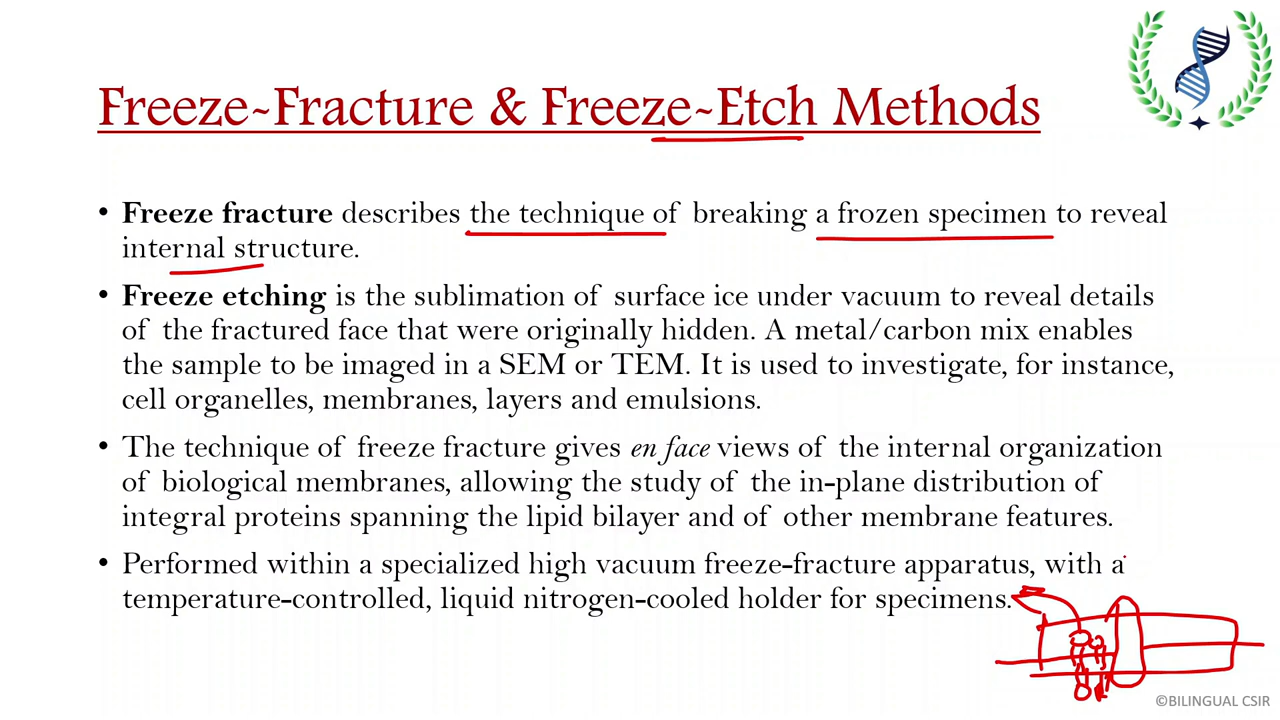 Freeze-Fracture & Freeze-Etch Methods
• Freeze fracture describes the technique of breaking a frozen specimen to reveal
internal structure.
• Freeze etching is the sublimation of surface ice under vacuum to reveal details
of the fractured face that were originally hidden. A metal/carbon mix enables
the sample to be imaged in a SEM or TEM. It is used to investigate, for instance,
cell organelles, membranes, layers and emulsions.
• The technique of freeze fracture gives en face views of the internal organization
of biological membranes, allowing the study of the in-plane distribution of
integral proteins spanning the lipid bilayer and of other membrane features.
• Performed within a specialized high vacuum freeze-fracture apparatus, with a
temperature-controlled, liquid nitrogen-cooled holder for specimens.
©BILINGUAL CSIR